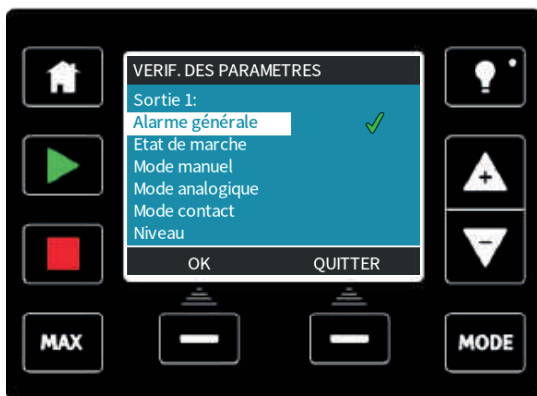 VERIF. DES PARAMETRES
Sortie 1:
Alarme générale
Etat de marche
Mode manuel
Mode analogique
Mode contact
Niveau
OK QUITTER
MAX
MODE